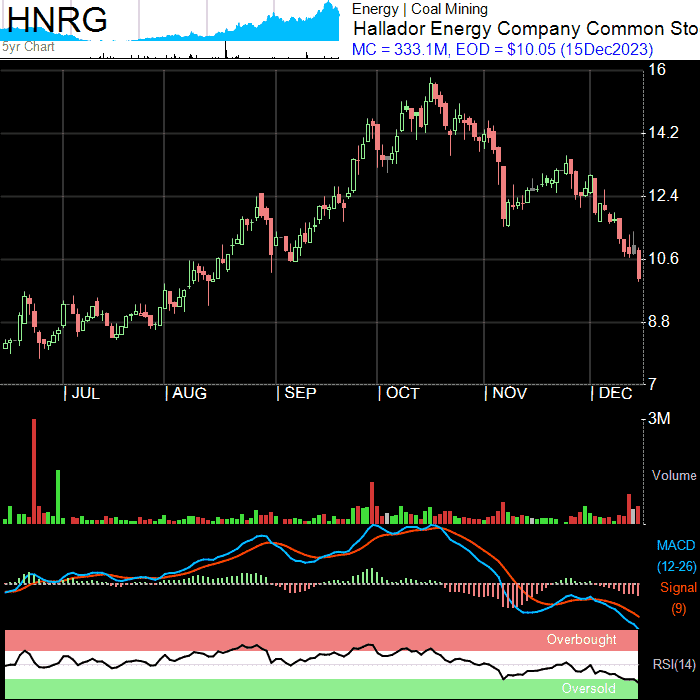 HNRG
5yr Chart
Energy | Coal Mining
Hallador Energy Company Common Sto
MC = 333.1M, EOD = $10.05 (15Dec2023)
16
14.2
12.4
10.6
8.8
7
| JUL | AUG | SEP | OCT | NOV | DEC
3M
Volume
MACD
(12-26)
Signal
(9)
Overbought
RSI(14)
Oversold